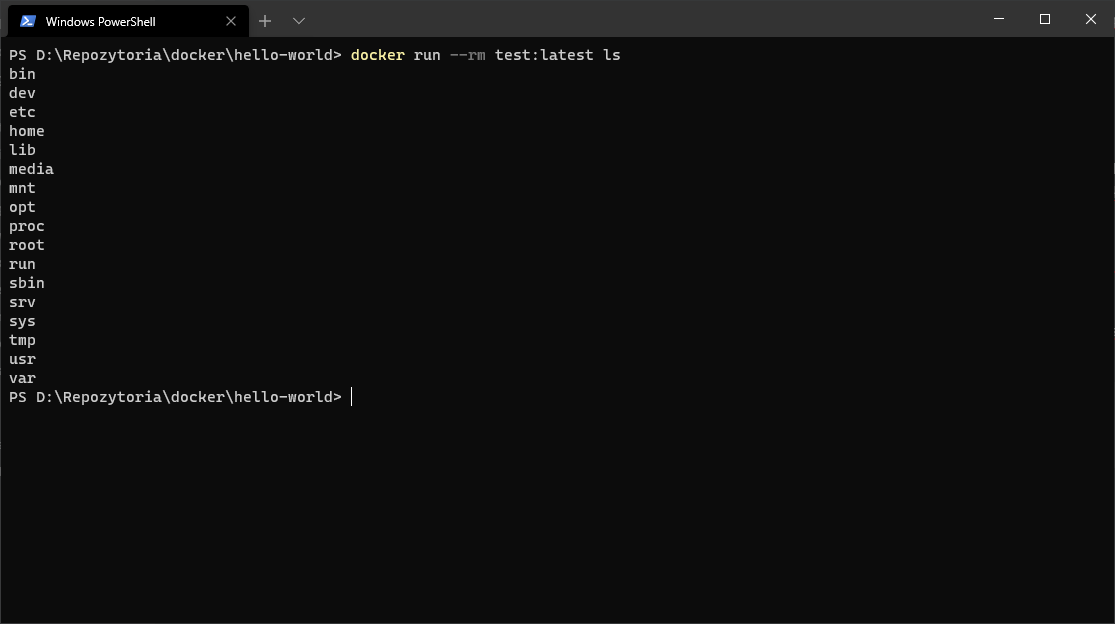 Windows PowerShell
PS D:\Repozytoria\docker\hello-world> docker run --rm test:latest ls
bin
dev
etc
home
lib
media
mnt
opt
proc
root
run
sbin
srv
sys
tmp
usr
var
PS D:\Repozytoria\docker\hello-world>